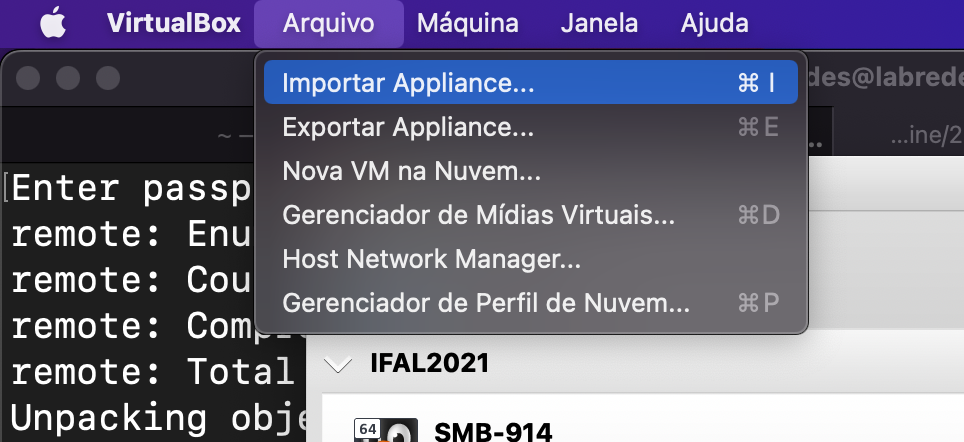 VirtualBox Arquivo Máquina Janela Ajuda
des@labrede
Importar Appliance... ⌘ I
Exportar Appliance... ⌘ E
...ine/2
Nova VM na Nuvem...
Gerenciador de Mídias Virtuais... ⌘ D
Host Network Manager...
Gerenciador de Perfil de Nuvem... ⌘ P
Enter passp
remote: Enu
remote: Cou
remote: Comp
remote: Total
Unpacking obje
IFAL2021
64 SMB-914